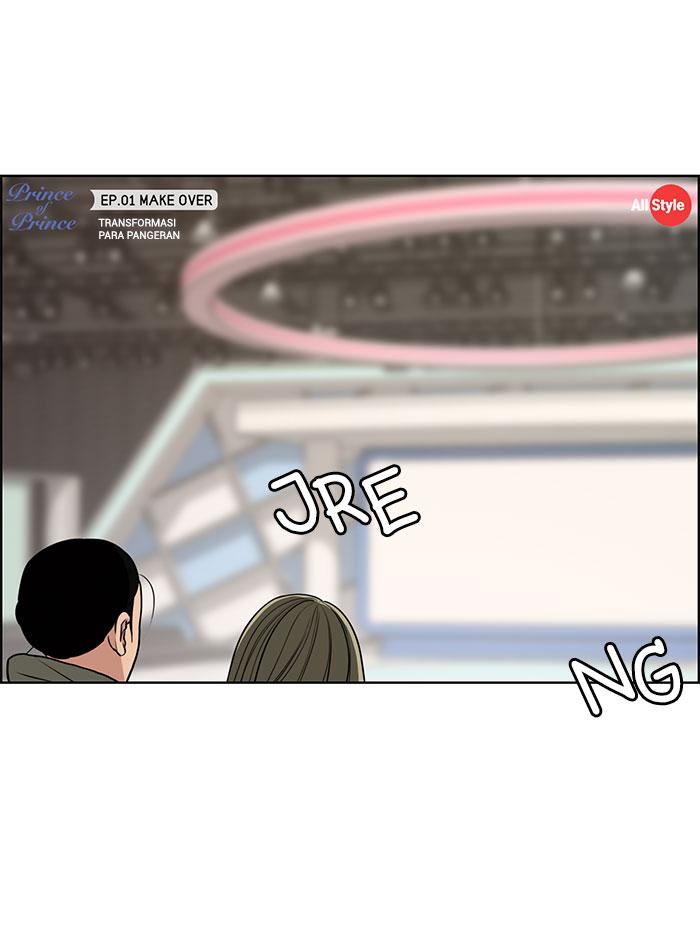 Prince
of
Prince
EP.01 MAKE OVER
TRANSFORMASI
PARA PANGERAN
All Style
JRE
NG